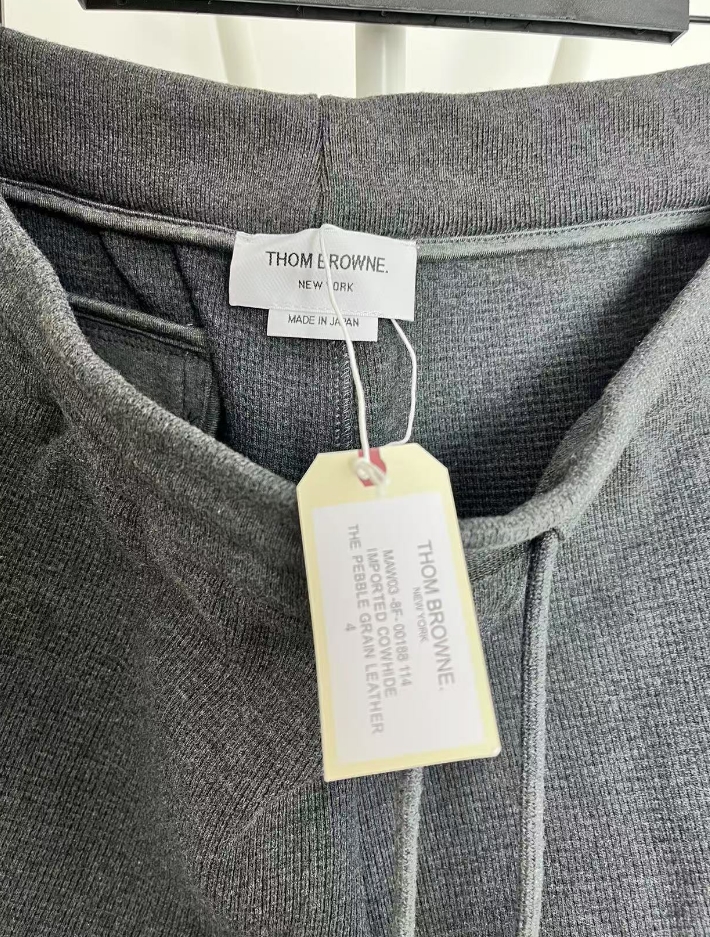 THOM BROWNE.
NEW YORK
MADE IN JAPAN
THOM BROWNE.
NEW YORK
MAW03 -8F- 00188 114
IMPORTED COWHIDE
THE PEBBLE GRAIN LEATHER
4